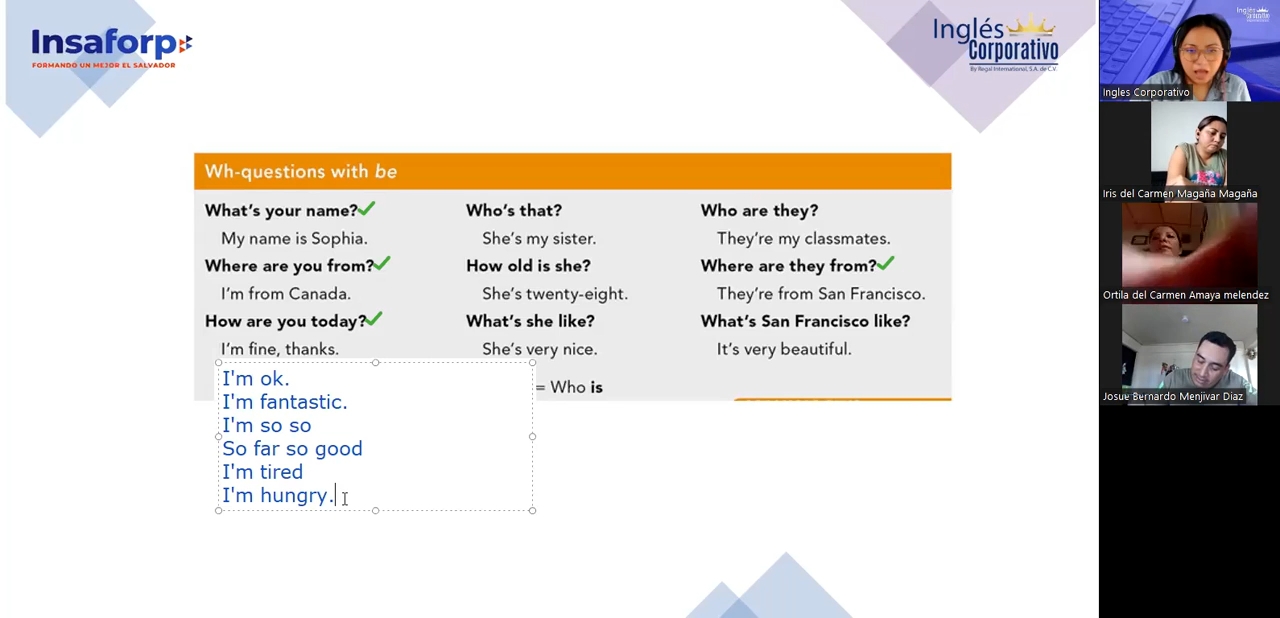 Insaforp
FORMANDO UN MEJOR EL SALVADOR
Inglés
Corporativo
By Regal International, S.A. de C.V.
Wh-questions with be
What's your name?
My name is Sophia.
Where are you from?
I'm from Canada.
How are you today?
I'm fine, thanks.
Who's that?
She's my sister.
How old is she?
She's twenty-eight.
What's she like?
She's very nice.
= Who is
Who are they?
They're my classmates.
Where are they from?
They're from San Francisco.
What's San Francisco like?
It's very beautiful.
I'm ok.
I'm fantastic.
I'm so so
So far so good
I'm tired
I'm hungry.
Ingles Corporativo
Iris del Carmen Magaña Magaña
Ortila del Carmen Amaya melendez
Josue Bernardo Menjivar Diaz